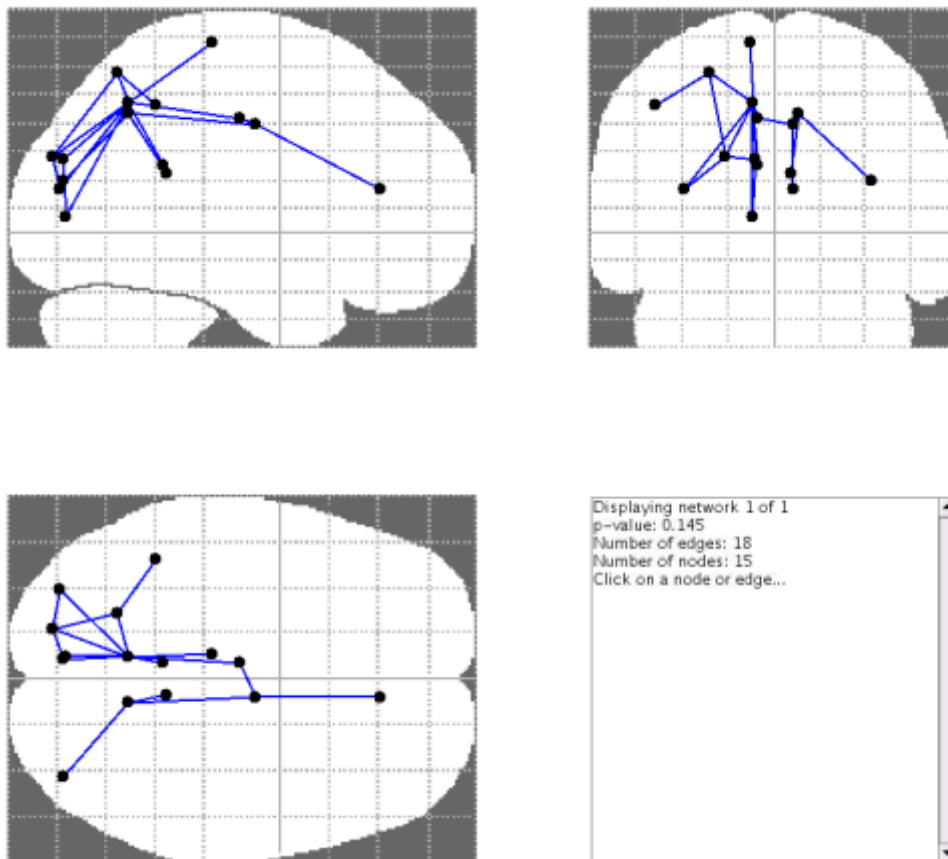 Displaying network 1 of 1
p-value: 0.145
Number of edges: 18
Number of nodes: 15
Click on a node or edge...